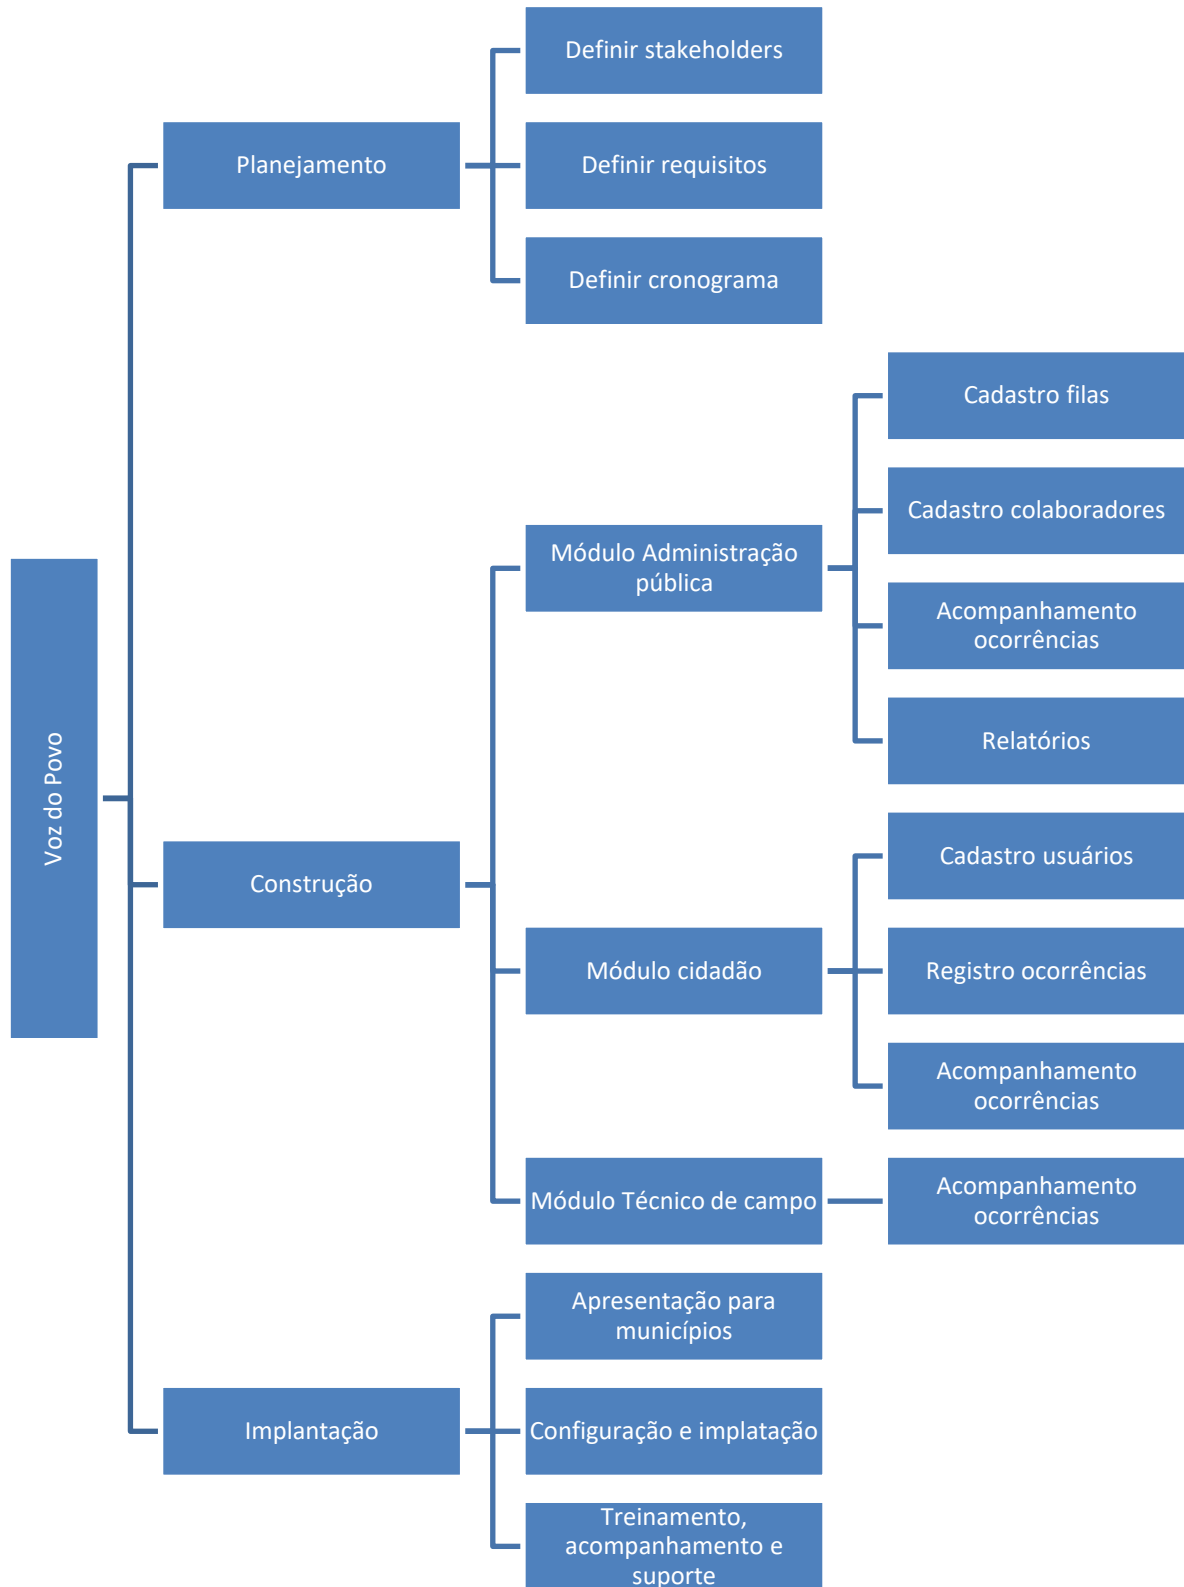 Voz do Povo
Planejamento
Definir stakeholders
Definir requisitos
Definir cronograma
Construção
Módulo Administração
pública
Cadastro filas
Cadastro colaboradores
Acompanhamento
ocorrências
Relatórios
Módulo cidadão
Cadastro usuários
Registro ocorrências
Acompanhamento
ocorrências
Módulo Técnico de campo
Acompanhamento
ocorrências
Implantação
Apresentação para
municípios
Configuração e implatação
Treinamento,
acompanhamento e
suporte